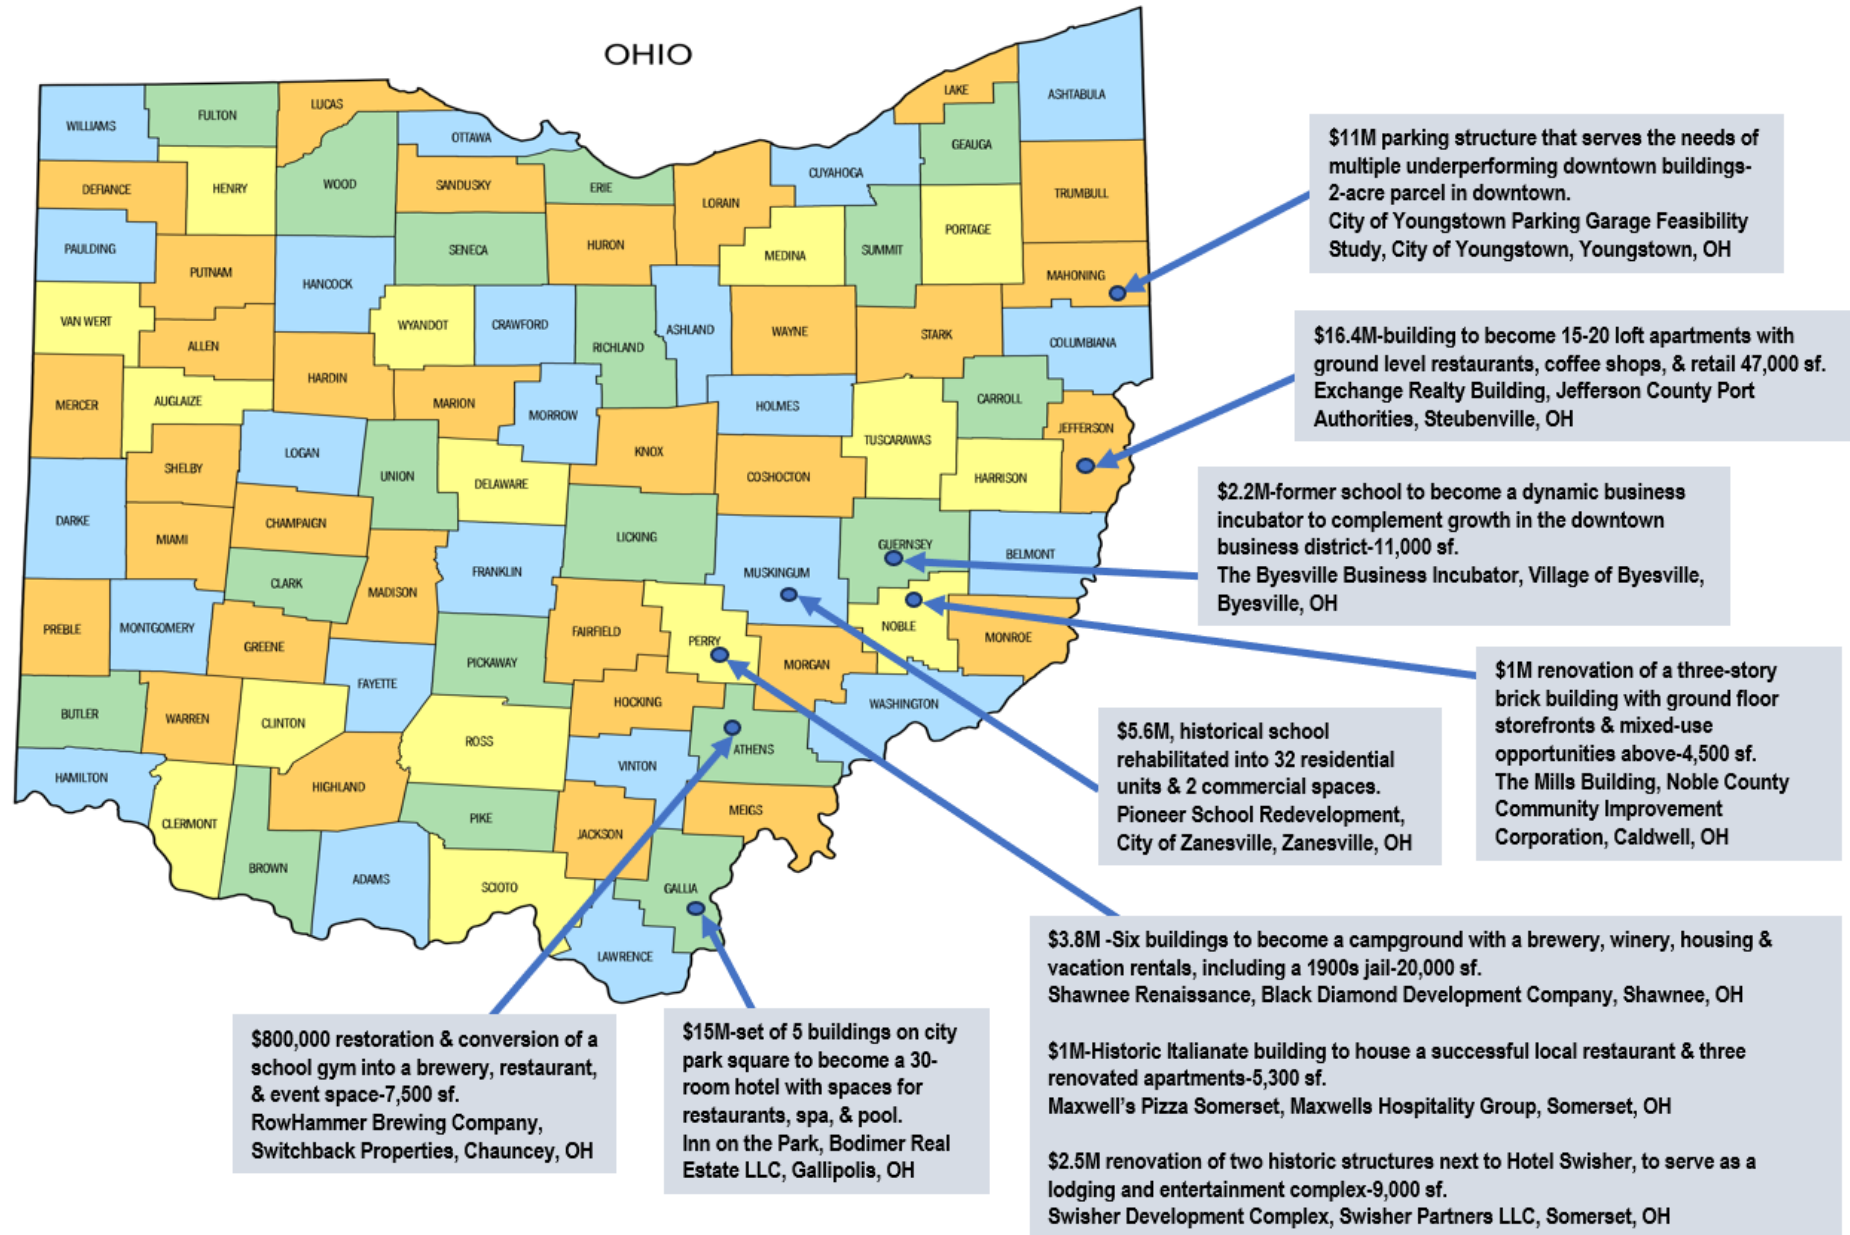 OHIO
WILLIAMS
FULTON
LUCAS
OTTAWA
LAKE
ASHTABULA
GEAUGA
CUYAHOGA
DEFIANCE
HENRY
WOOD
SANDUSKY
ERIE
LORAIN
TRUMBULL
PAULDING
PUTNAM
HANCOCK
SENECA
HURON
MEDINA
SUMMIT
PORTAGE
MAHONING
VAN WERT
ALLEN
WYANDOT
CRAWFORD
RICHLAND
ASHLAND
WAYNE
STARK
COLUMBIANA
MERCER
AUGLAIZE
HARDIN
MARION
MORROW
HOLMES
CARROLL
JEFFERSON
TUSCARAWAS
SHELBY
LOGAN
UNION
DELAWARE
KNOX
COSHOCTON
HARRISON
DARKE
MIAMI
CHAMPAIGN
LICKING
GUERNSEY
BELMONT
CLARK
MADISON
FRANKLIN
MUSKINGUM
PREBLE
MONTGOMERY
GREENE
FAIRFIELD
PERRY
NOBLE
MONROE
PICKAWAY
MORGAN
FAYETTE
HOCKING
WASHINGTON
BUTLER
WARREN
CLINTON
ROSS
ATHENS
HAMILTON
HIGHLAND
VINTON
CLERMONT
PIKE
JACKSON
MEIGS
BROWN
ADAMS
SCIOTO
GALLIA
LAWRENCE
$11M parking structure that serves the needs of
multiple underperforming downtown buildings-
2-acre parcel in downtown.
City of Youngstown Parking Garage Feasibility
Study, City of Youngstown, Youngstown, OH
$16.4M-building to become 15-20 loft apartments with
ground level restaurants, coffee shops, & retail 47,000 sf.
Exchange Realty Building, Jefferson County Port
Authorities, Steubenville, OH
$2.2M-former school to become a dynamic business
incubator to complement growth in the downtown
business district-11,000 sf.
The Byesville Business Incubator, Village of Byesville,
Byesville, OH
$1M renovation of a three-story
brick building with ground floor
storefronts & mixed-use
opportunities above-4,500 sf.
The Mills Building, Noble County
Community Improvement
Corporation, Caldwell, OH
$5.6M, historical school
rehabilitated into 32 residential
units & 2 commercial spaces.
Pioneer School Redevelopment,
City of Zanesville, Zanesville, OH
$3.8M -Six buildings to become a campground with a brewery, winery, housing &
vacation rentals, including a 1900s jail-20,000 sf.
Shawnee Renaissance, Black Diamond Development Company, Shawnee, OH
$1M-Historic Italianate building to house a successful local restaurant & three
renovated apartments-5,300 sf.
Maxwell's Pizza Somerset, Maxwells Hospitality Group, Somerset, OH
$2.5M renovation of two historic structures next to Hotel Swisher, to serve as a
lodging and entertainment complex-9,000 sf.
Swisher Development Complex, Swisher Partners LLC, Somerset, OH
$800,000 restoration & conversion of a
school gym into a brewery, restaurant,
& event space-7,500 sf.
RowHammer Brewing Company,
Switchback Properties, Chauncey, OH
$15M-set of 5 buildings on city
park square to become a 30-
room hotel with spaces for
restaurants, spa, & pool.
Inn on the Park, Bodimer Real
Estate LLC, Gallipolis, OH